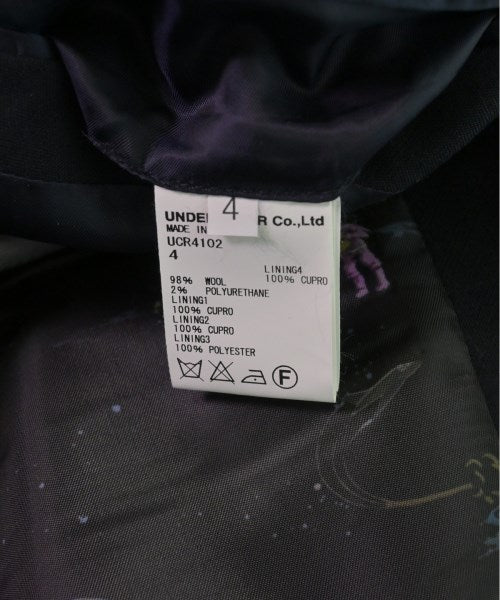 UNDE 4 R Co.,Ltd
MADE IN
UCR4102
4
LINING4
98% WOOL 100% CUPRO
2% POLYURETHANE
LINING1
100% CUPRO
LINING2
100% CUPRO
LINING3
100% POLYESTER
F